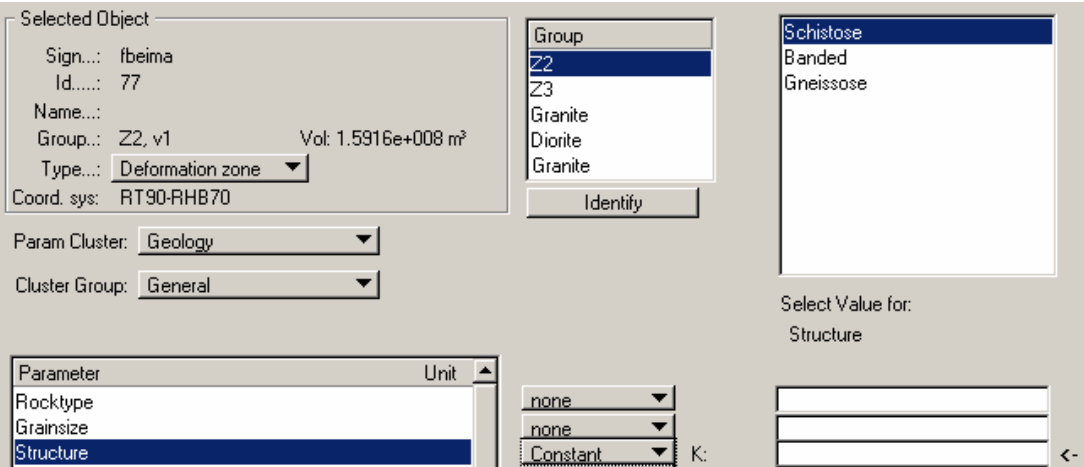 Selected Object
Sign...: fbeima
Id.....: 77
Name...:
Group..: Z2, v1 Vol: 1.5916e+008 m³
Type...: Deformation zone
Coord. sys: RT90-RHB70
Param Cluster: Geology
Cluster Group: General
Group
Z2
Z3
Granite
Diorite
Granite
Identify
Schistose
Banded
Gneissose
Select Value for:
Structure
Parameter Unit
Rocktype none
Grainsize none
Structure Constant K: <-